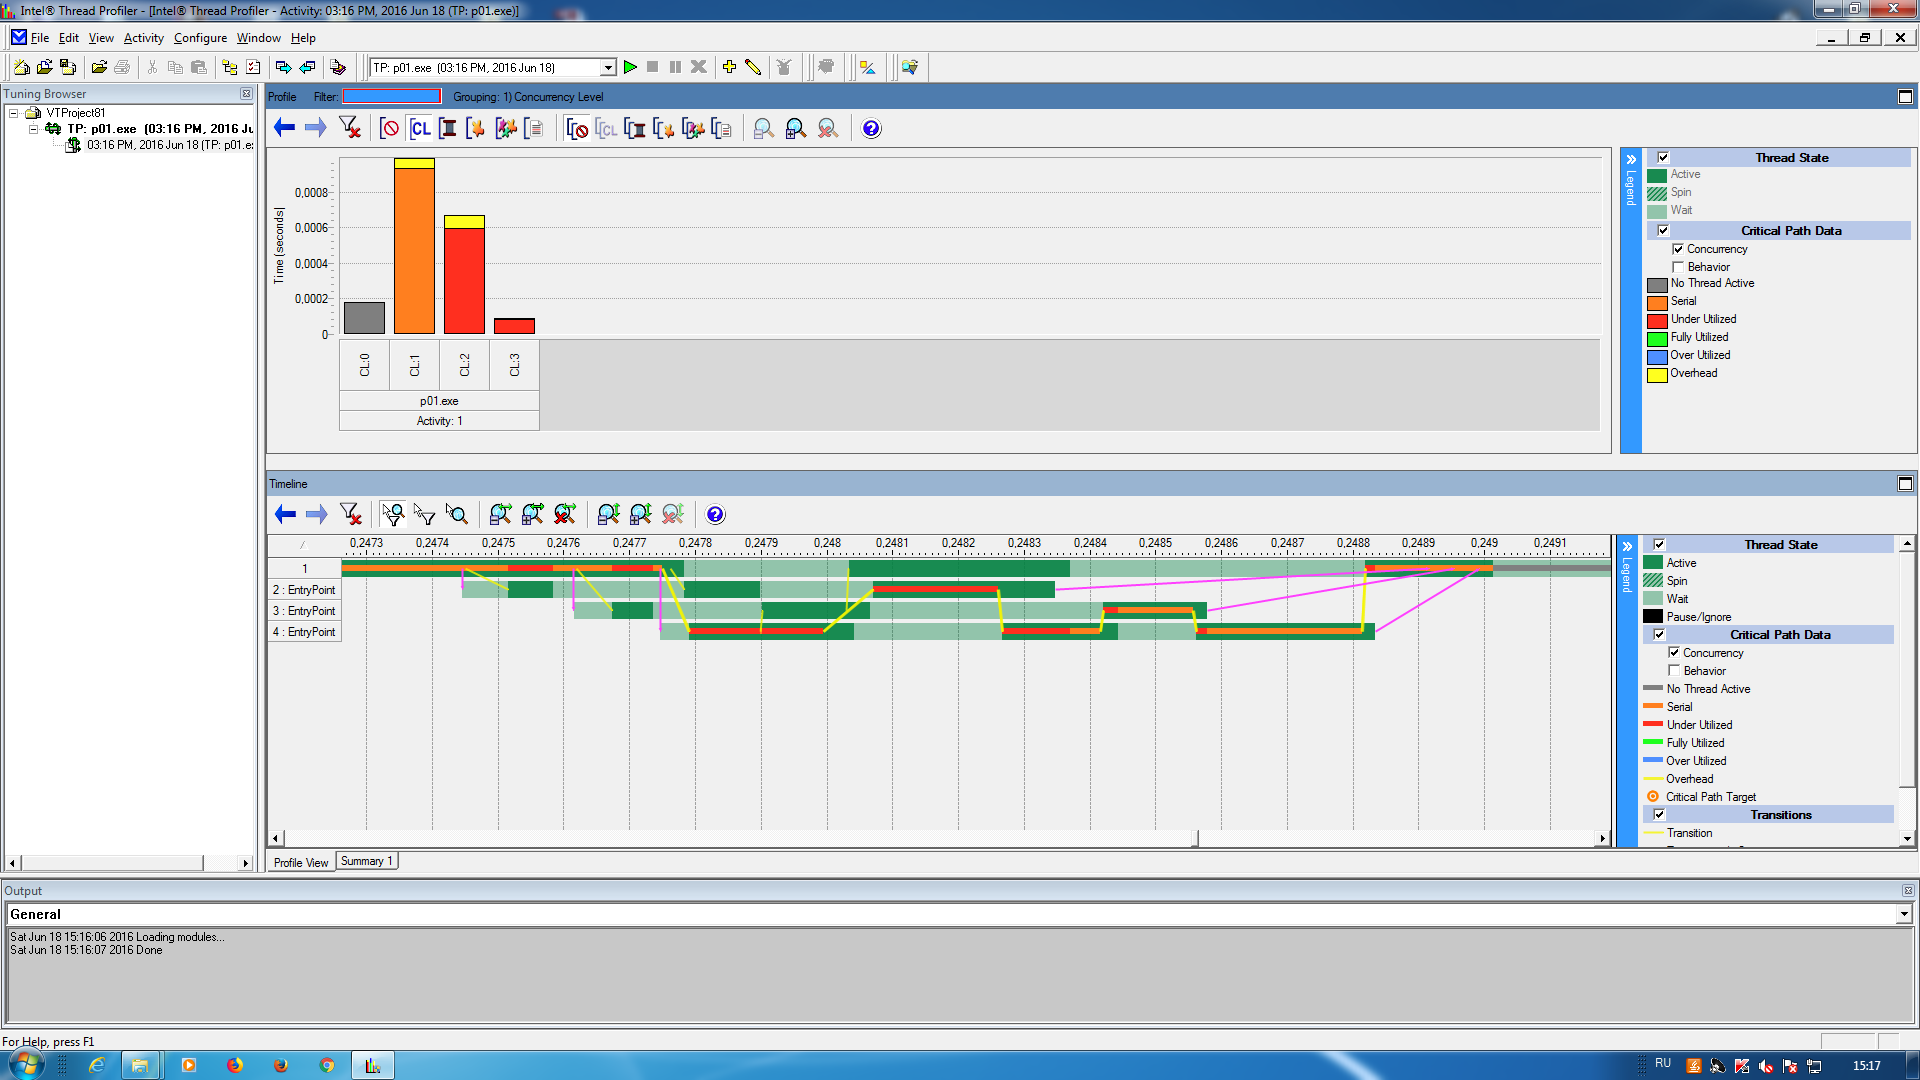 Intel® Thread Profiler - [Intel® Thread Profiler - Activity: 03:16 PM, 2016 Jun 18 (TP: p01.exe)]
File Edit View Activity Configure Window Help
TP: p01.exe (03:16 PM, 2016 Jun 18)
Tuning Browser
VTProject81
TP: p01.exe (03:16 PM, 2016 Ju
03:16 PM, 2016 Jun 18 (TP: p01.e
Profile Filter: Grouping: 1) Concurrency Level
CL CL
Time (seconds)
0,0008
0,0006
0,0004
0,0002
0
CL:0 CL:1 CL:2 CL:3
p01.exe
Activity: 1
Legend
Thread State
Active
Spin
Wait
Critical Path Data
Concurrency
Behavior
No Thread Active
Serial
Under Utilized
Fully Utilized
Over Utilized
Overhead
Timeline
0,2473 0,2474 0,2475 0,2476 0,2477 0,2478 0,2479 0,248 0,2481 0,2482 0,2483 0,2484 0,2485 0,2486 0,2487 0,2488 0,2489 0,249 0,2491
1
2 : EntryPoint
3 : EntryPoint
4 : EntryPoint
Legend
Thread State
Active
Spin
Wait
Pause/Ignore
Critical Path Data
Concurrency
Behavior
No Thread Active
Serial
Under Utilized
Fully Utilized
Over Utilized
Overhead
Critical Path Target
Transitions
Transition
Profile View Summary 1
Output
General
Sat Jun 18 15:16:06 2016 Loading modules...
Sat Jun 18 15:16:07 2016 Done
For Help, press F1
RU 15:17